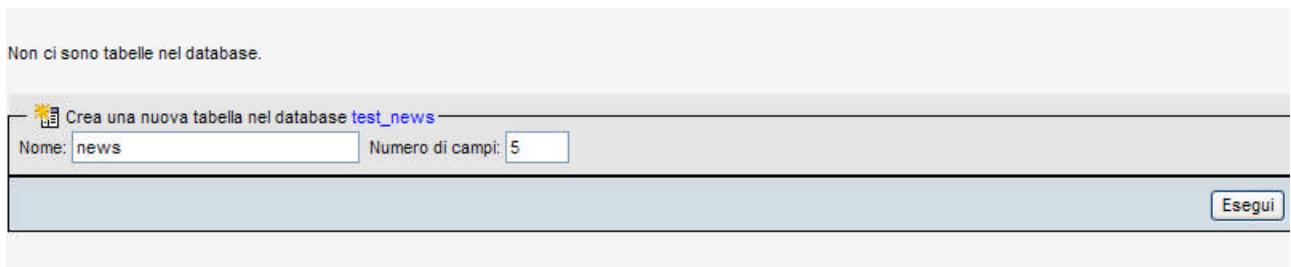 Non ci sono tabelle nel database.
Crea una nuova tabella nel database test_news
Nome: news Numero di campi: 5
Esegui